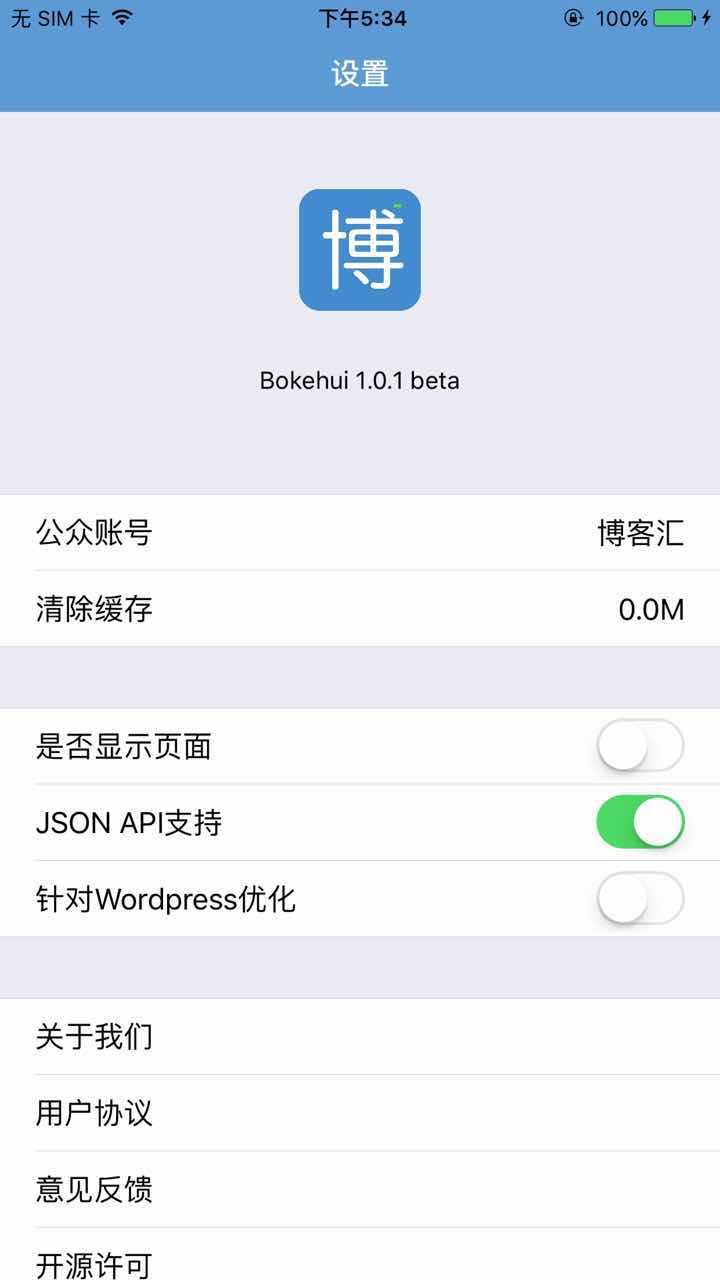 无 SIM 卡 下午5:34 100%
设置
博
Bokehui 1.0.1 beta
公众账号 博客汇
清除缓存 0.0M
是否显示页面
JSON API支持
针对Wordpress优化
关于我们
用户协议
意见反馈
开源许可